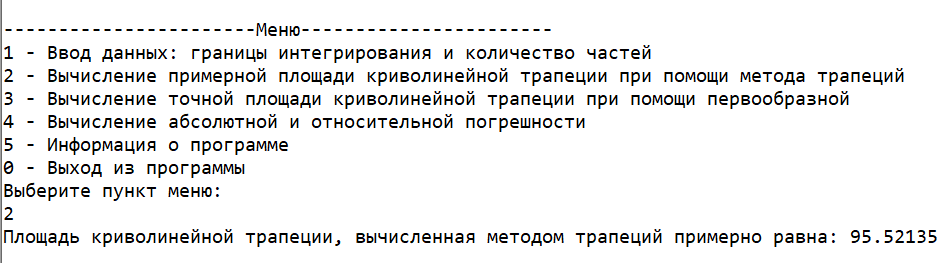 -----------------------Меню-----------------------
1 - Ввод данных: границы интегрирования и количество частей
2 - Вычисление примерной площади криволинейной трапеции при помощи метода трапеций
3 - Вычисление точной площади криволинейной трапеции при помощи первообразной
4 - Вычисление абсолютной и относительной погрешности
5 - Информация о программе
0 - Выход из программы
Выберите пункт меню:
2
Площадь криволинейной трапеции, вычисленная методом трапеций примерно равна: 95.52135